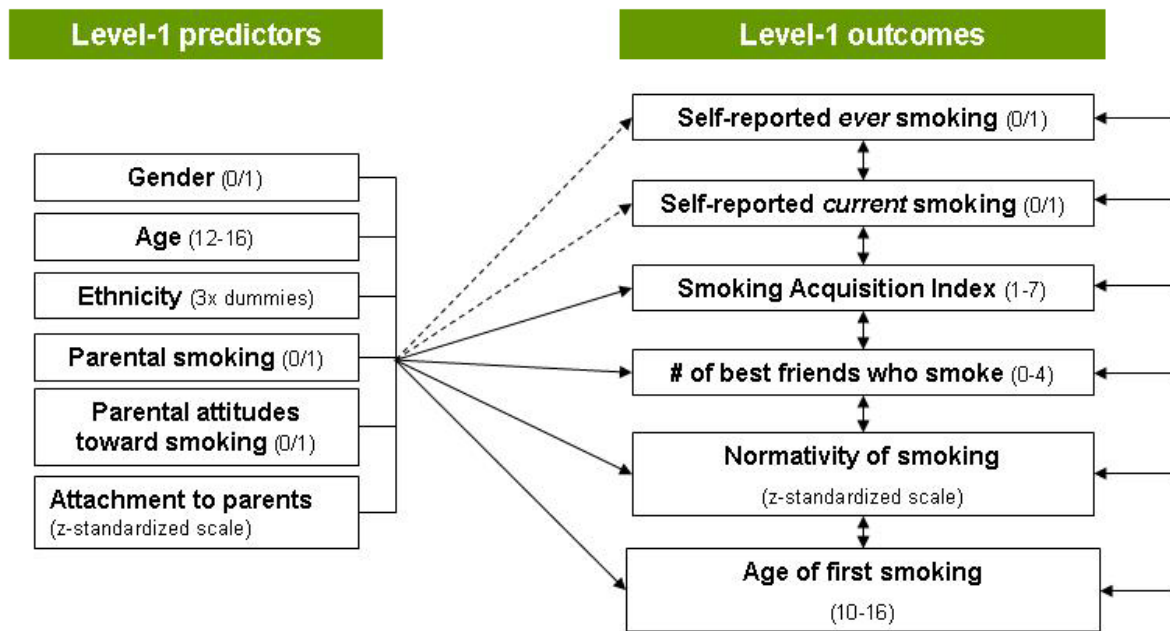 Level-1 predictors
Level-1 outcomes
Gender (0/1)
Age (12-16)
Ethnicity (3x dummies)
Parental smoking (0/1)
Parental attitudes
toward smoking (0/1)
Attachment to parents
(z-standardized scale)
Self-reported ever smoking (0/1)
Self-reported current smoking (0/1)
Smoking Acquisition Index (1-7)
# of best friends who smoke (0-4)
Normativity of smoking
(z-standardized scale)
Age of first smoking
(10-16)